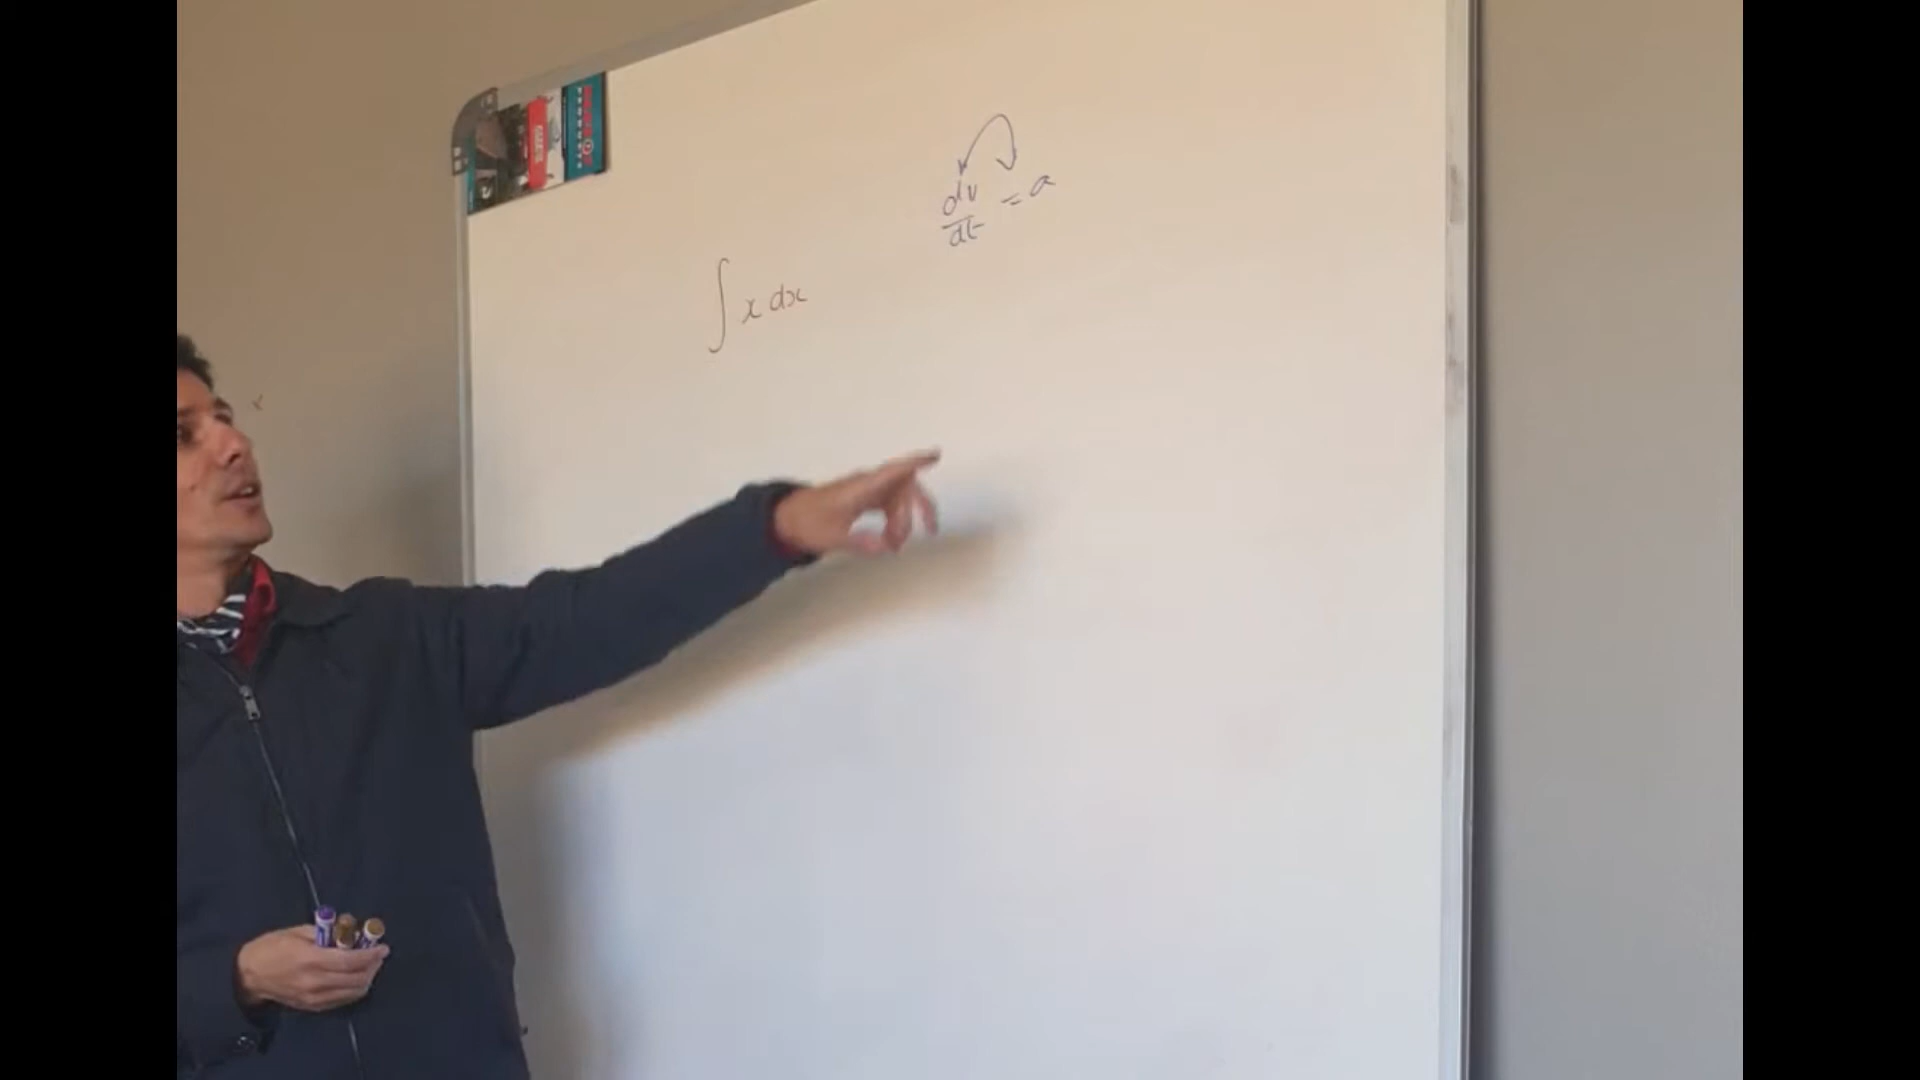 dv/dt = a
∫ x dx